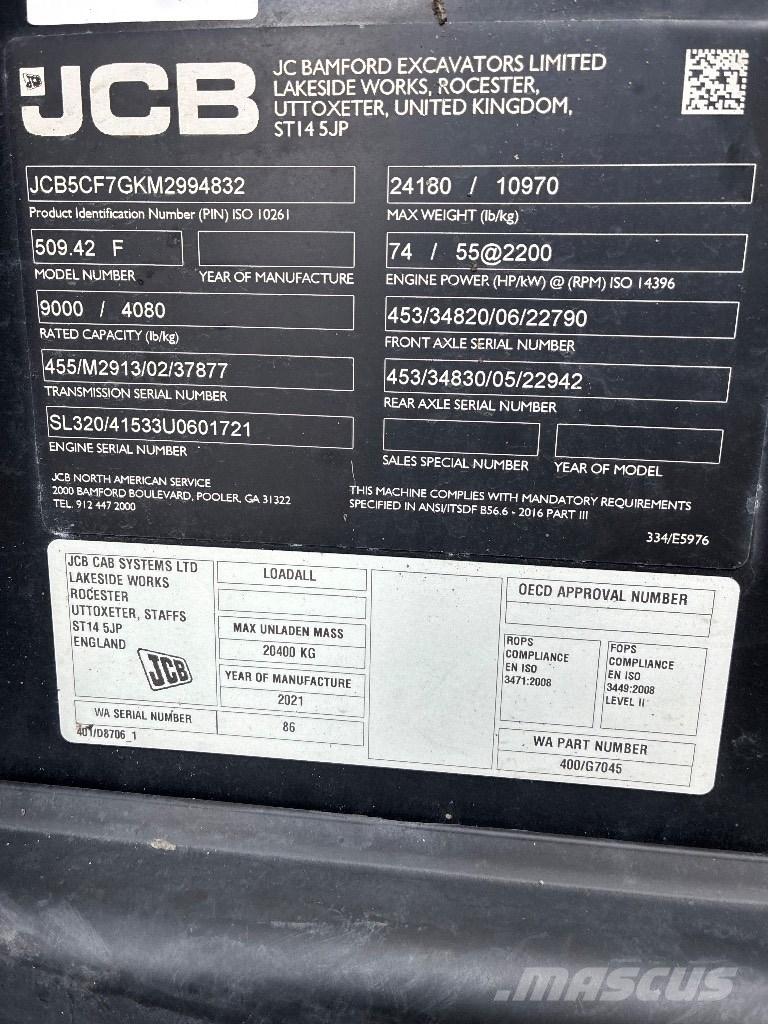 JCB
JC BAMFORD EXCAVATORS LIMITED
LAKESIDE WORKS, ROCESTER,
UTTOXETER, UNITED KINGDOM,
ST14 5JP
JCB5CF7GKM2994832
Product Identification Number (PIN) ISO 10261
24180 / 10970
MAX WEIGHT (lb/kg)
509.42 F
MODEL NUMBER
YEAR OF MANUFACTURE
74 / 55@2200
ENGINE POWER (HP/kW) @ (RPM) ISO 14396
9000 / 4080
RATED CAPACITY (lb/kg)
453/34820/06/22790
FRONT AXLE SERIAL NUMBER
455/M2913/02/37877
TRANSMISSION SERIAL NUMBER
453/34830/05/22942
REAR AXLE SERIAL NUMBER
SL320/41533U0601721
ENGINE SERIAL NUMBER
SALES SPECIAL NUMBER
YEAR OF MODEL
JCB NORTH AMERICAN SERVICE
2000 BAMFORD BOULEVARD, POOLER, GA 31322
TEL. 912 447 2000
THIS MACHINE COMPLIES WITH MANDATORY REQUIREMENTS
SPECIFIED IN ANSI/ITSDF B56.6 - 2016 PART III
334/E5976
JCB CAB SYSTEMS LTD
LAKESIDE WORKS
ROCESTER
UTTOXETER, STAFFS
ST14 5JP
ENGLAND
JCB
WA SERIAL NUMBER
401/D8706_1
LOADALL
MAX UNLADEN MASS
20400 KG
YEAR OF MANUFACTURE
2021
86
OECD APPROVAL NUMBER
ROPS
COMPLIANCE
EN ISO
3471:2008
FOPS
COMPLIANCE
EN ISO
3449:2008
LEVEL II
WA PART NUMBER
400/G7045
MASCUS